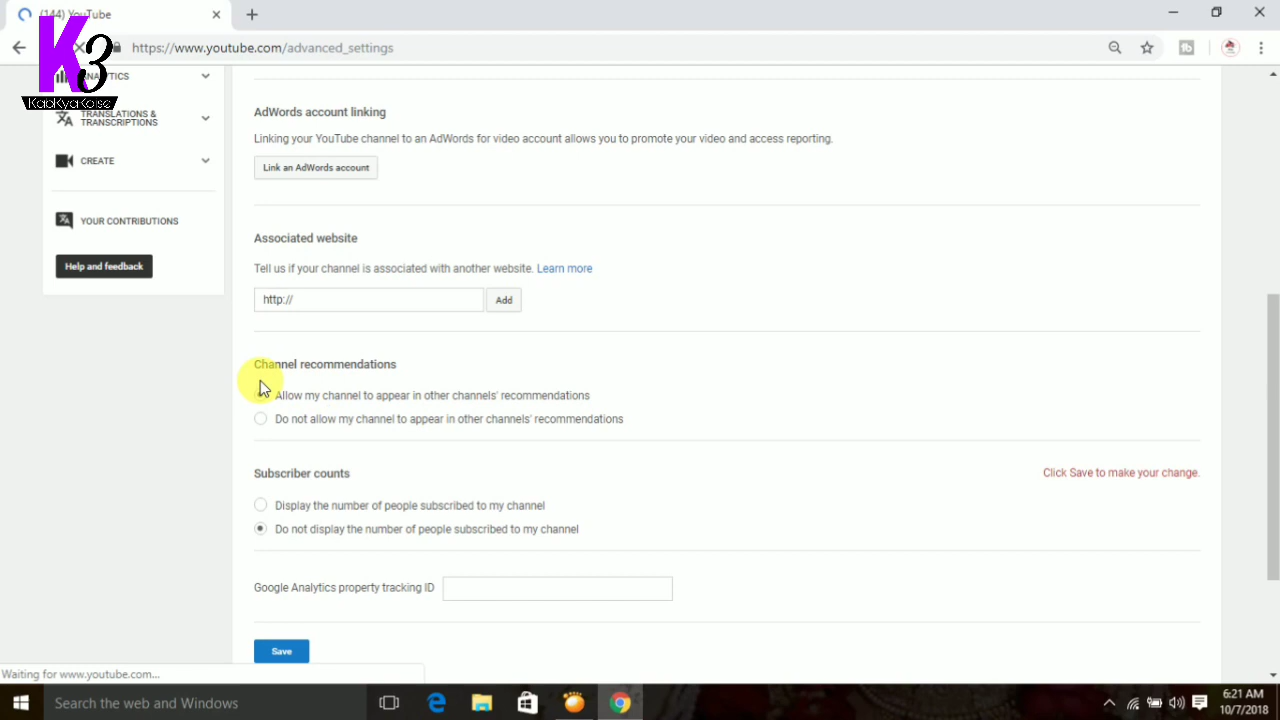 (144) YouTube
https://www.youtube.com/advanced_settings
K3
KaioKyaKaise
ANALYTICS
TRANSLATIONS &
TRANSCRIPTIONS
CREATE
YOUR CONTRIBUTIONS
Help and feedback
AdWords account linking
Linking your YouTube channel to an AdWords for video account allows you to promote your video and access reporting.
Link an AdWords account
Associated website
Tell us if your channel is associated with another website. Learn more
http://
Add
Channel recommendations
Allow my channel to appear in other channels' recommendations
Do not allow my channel to appear in other channels' recommendations
Subscriber counts
Click Save to make your change.
Display the number of people subscribed to my channel
Do not display the number of people subscribed to my channel
Google Analytics property tracking ID
Save
Waiting for www.youtube.com...
Search the web and Windows
6:21 AM
10/7/2018